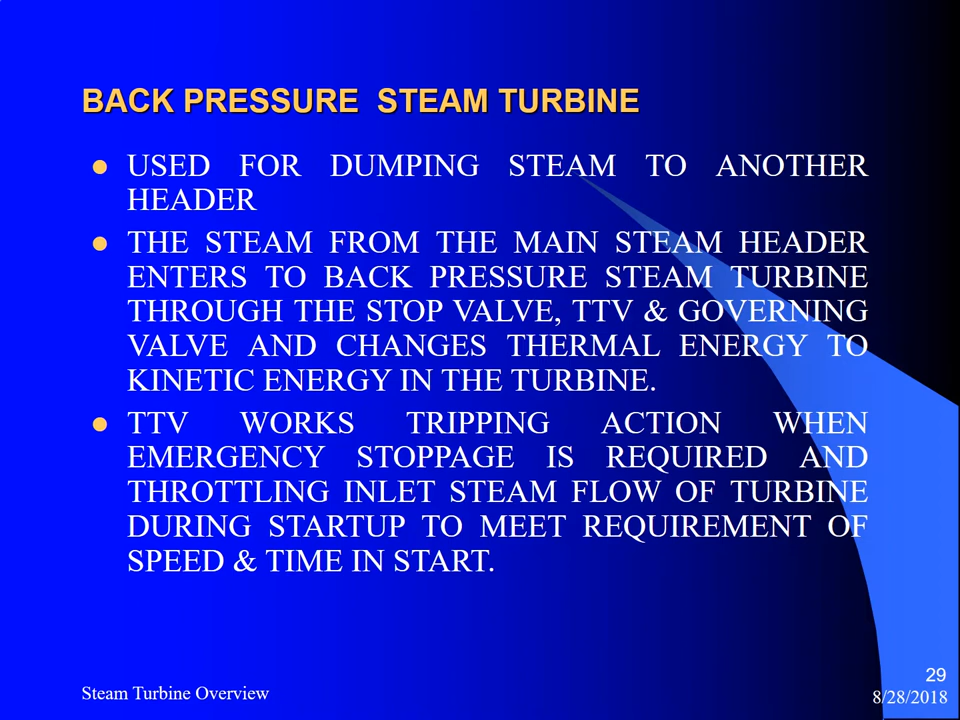 BACK PRESSURE STEAM TURBINE
USED FOR DUMPING STEAM TO ANOTHER
HEADER
THE STEAM FROM THE MAIN STEAM HEADER
ENTERS TO BACK PRESSURE STEAM TURBINE
THROUGH THE STOP VALVE, TTV & GOVERNING
VALVE AND CHANGES THERMAL ENERGY TO
KINETIC ENERGY IN THE TURBINE.
TTV WORKS TRIPPING ACTION WHEN
EMERGENCY STOPPAGE IS REQUIRED AND
THROTTLING INLET STEAM FLOW OF TURBINE
DURING STARTUP TO MEET REQUIREMENT OF
SPEED & TIME IN START.
29
Steam Turbine Overview
8/28/2018